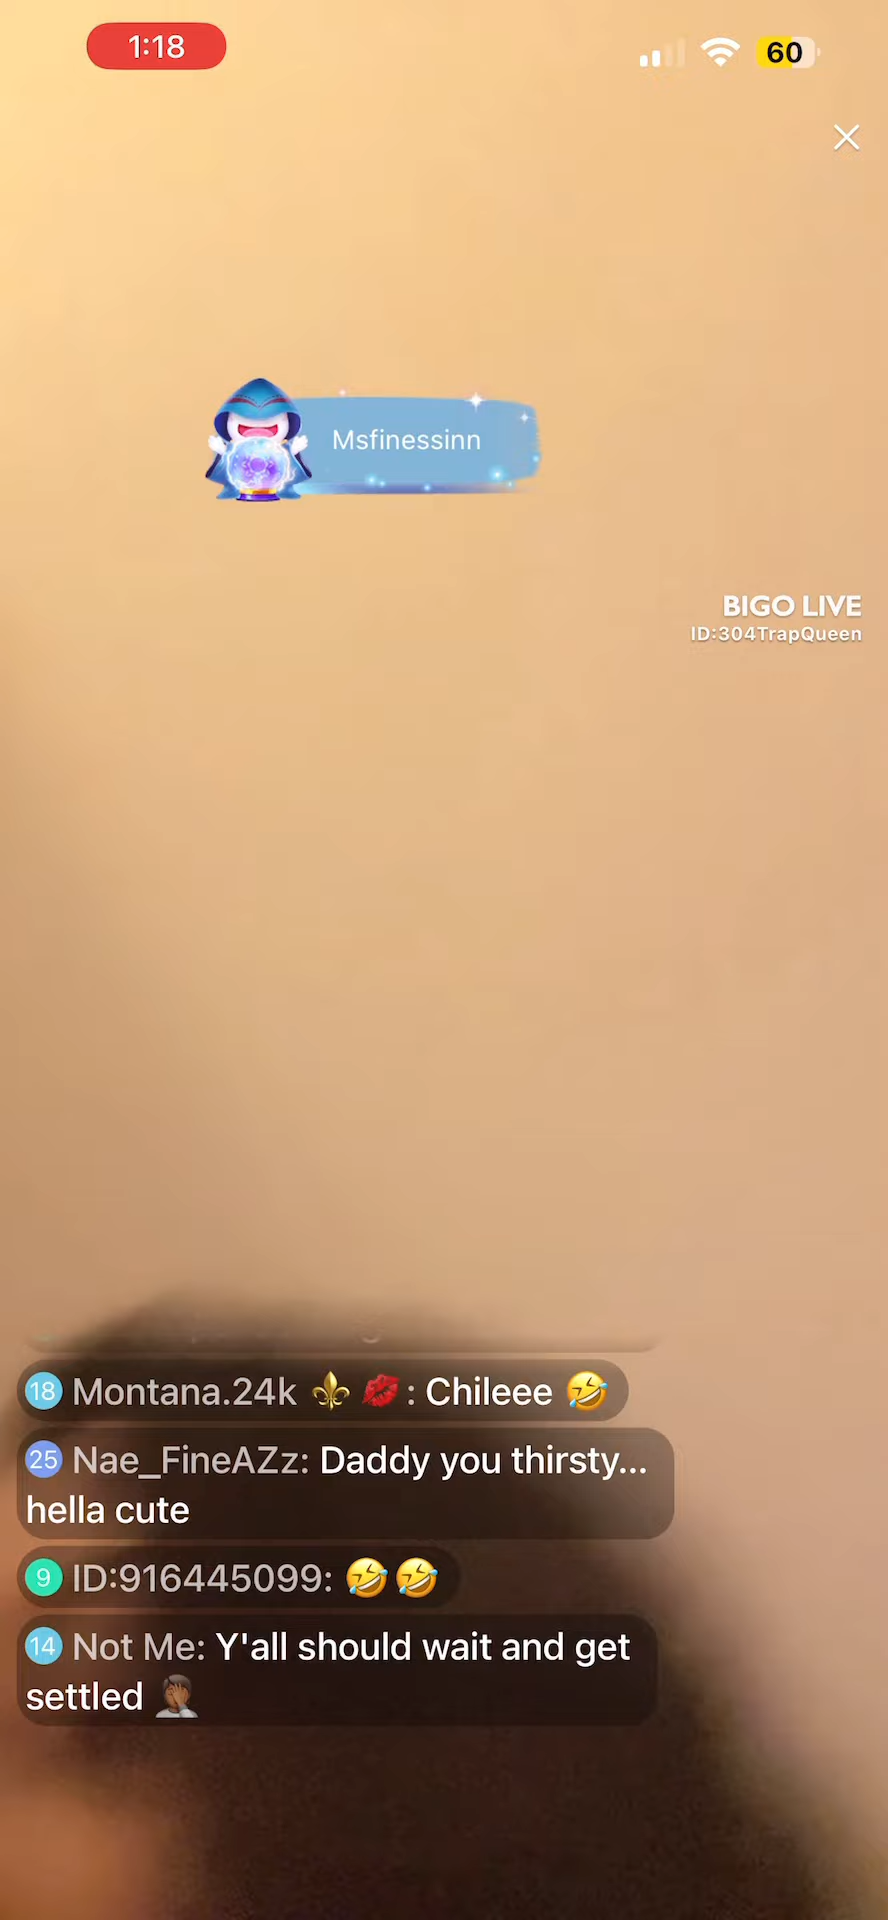 1:18
60
Msfinessinn
BIGO LIVE
ID:304TrapQueen
18 Montana.24k ⚜️ 💋 : Chileee 🤣
25 Nae_FineAZz: Daddy you thirsty...
hella cute
9 ID:916445099: 🤣🤣
14 Not Me: Y'all should wait and get
settled 🤦🏾